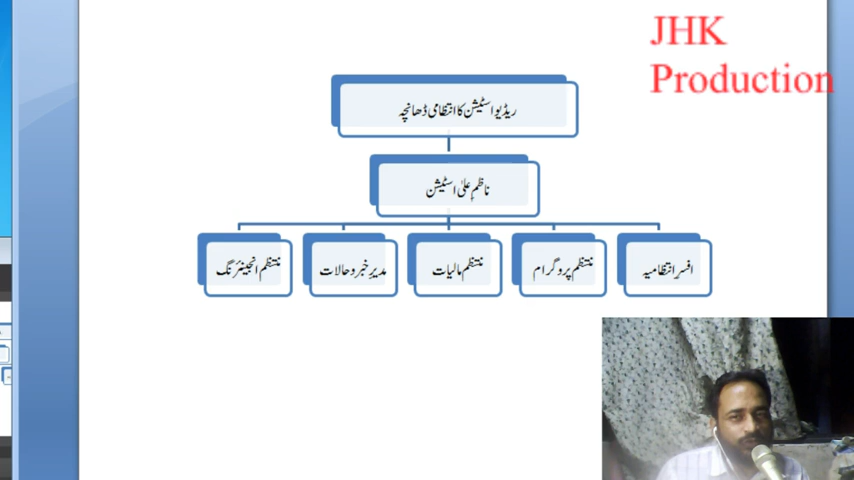 JHK
Production
ریڈیو اسٹیشن کا انتظامی ڈھانچہ
ناظمِ اعلیٰ اسٹیشن
افسرِ انتظامیہ
منتظم پروگرام
منتظم مالیات
مدیرِ خبر و حالات
منتظم انجینئرنگ